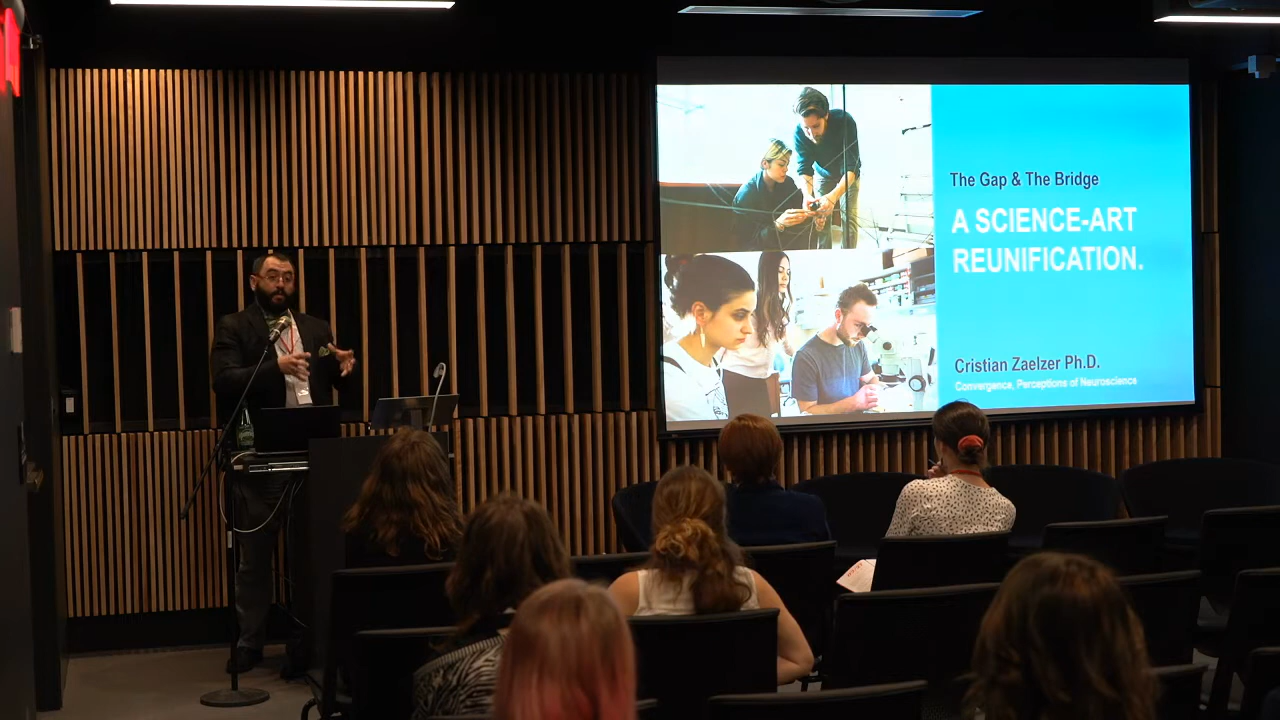 The Gap & The Bridge
A SCIENCE-ART
REUNIFICATION.
Cristian Zaelzer Ph.D.
Convergence, Perceptions of Neuroscience